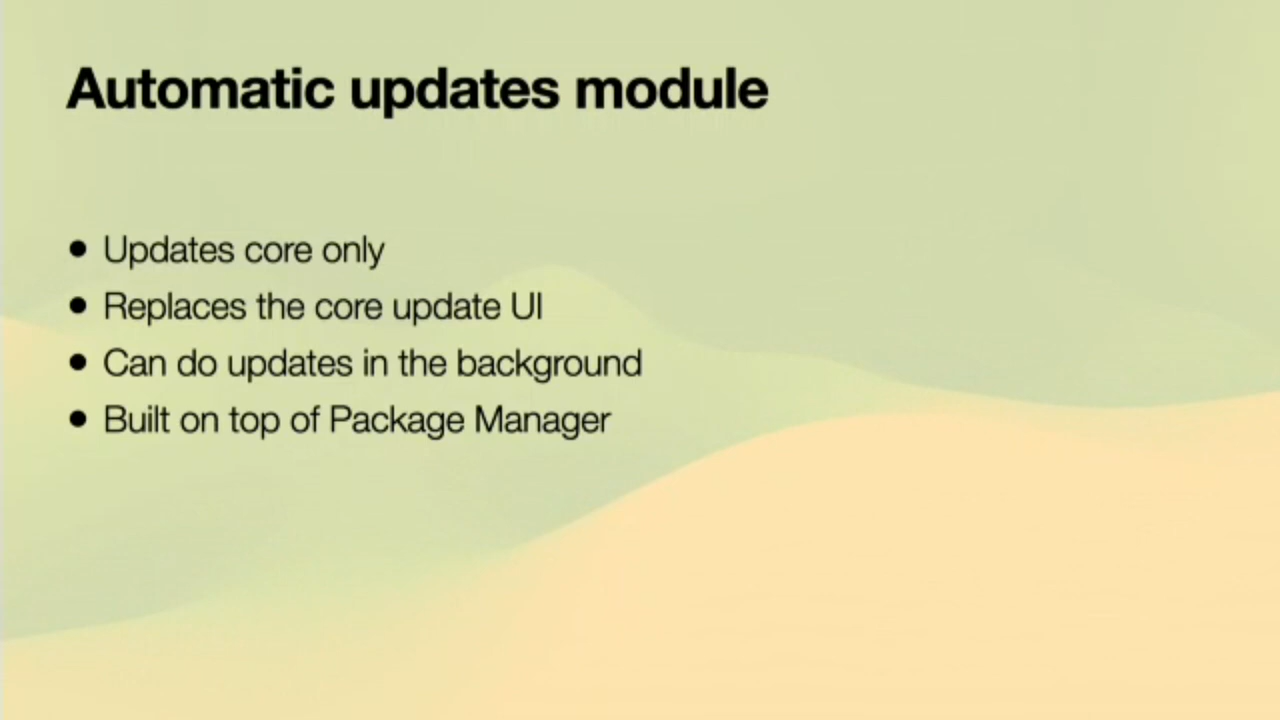 Automatic updates module
• Updates core only
• Replaces the core update UI
• Can do updates in the background
• Built on top of Package Manager